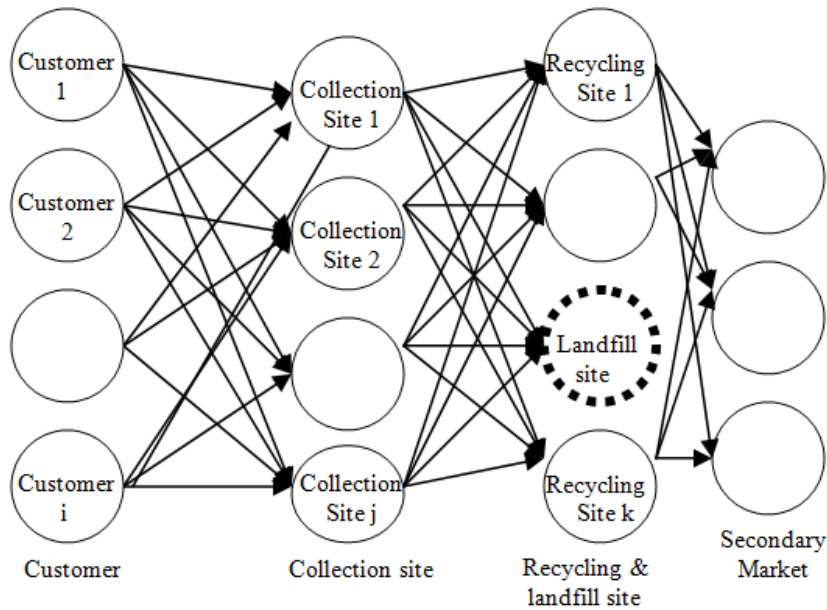 Customer
1
Customer
2
Customer
i
Customer
Collection
Site 1
Collection
Site 2
Collection
Site j
Collection site
Recycling
Site 1
Landfill
site
Recycling
Site k
Recycling &
landfill site
Secondary
Market